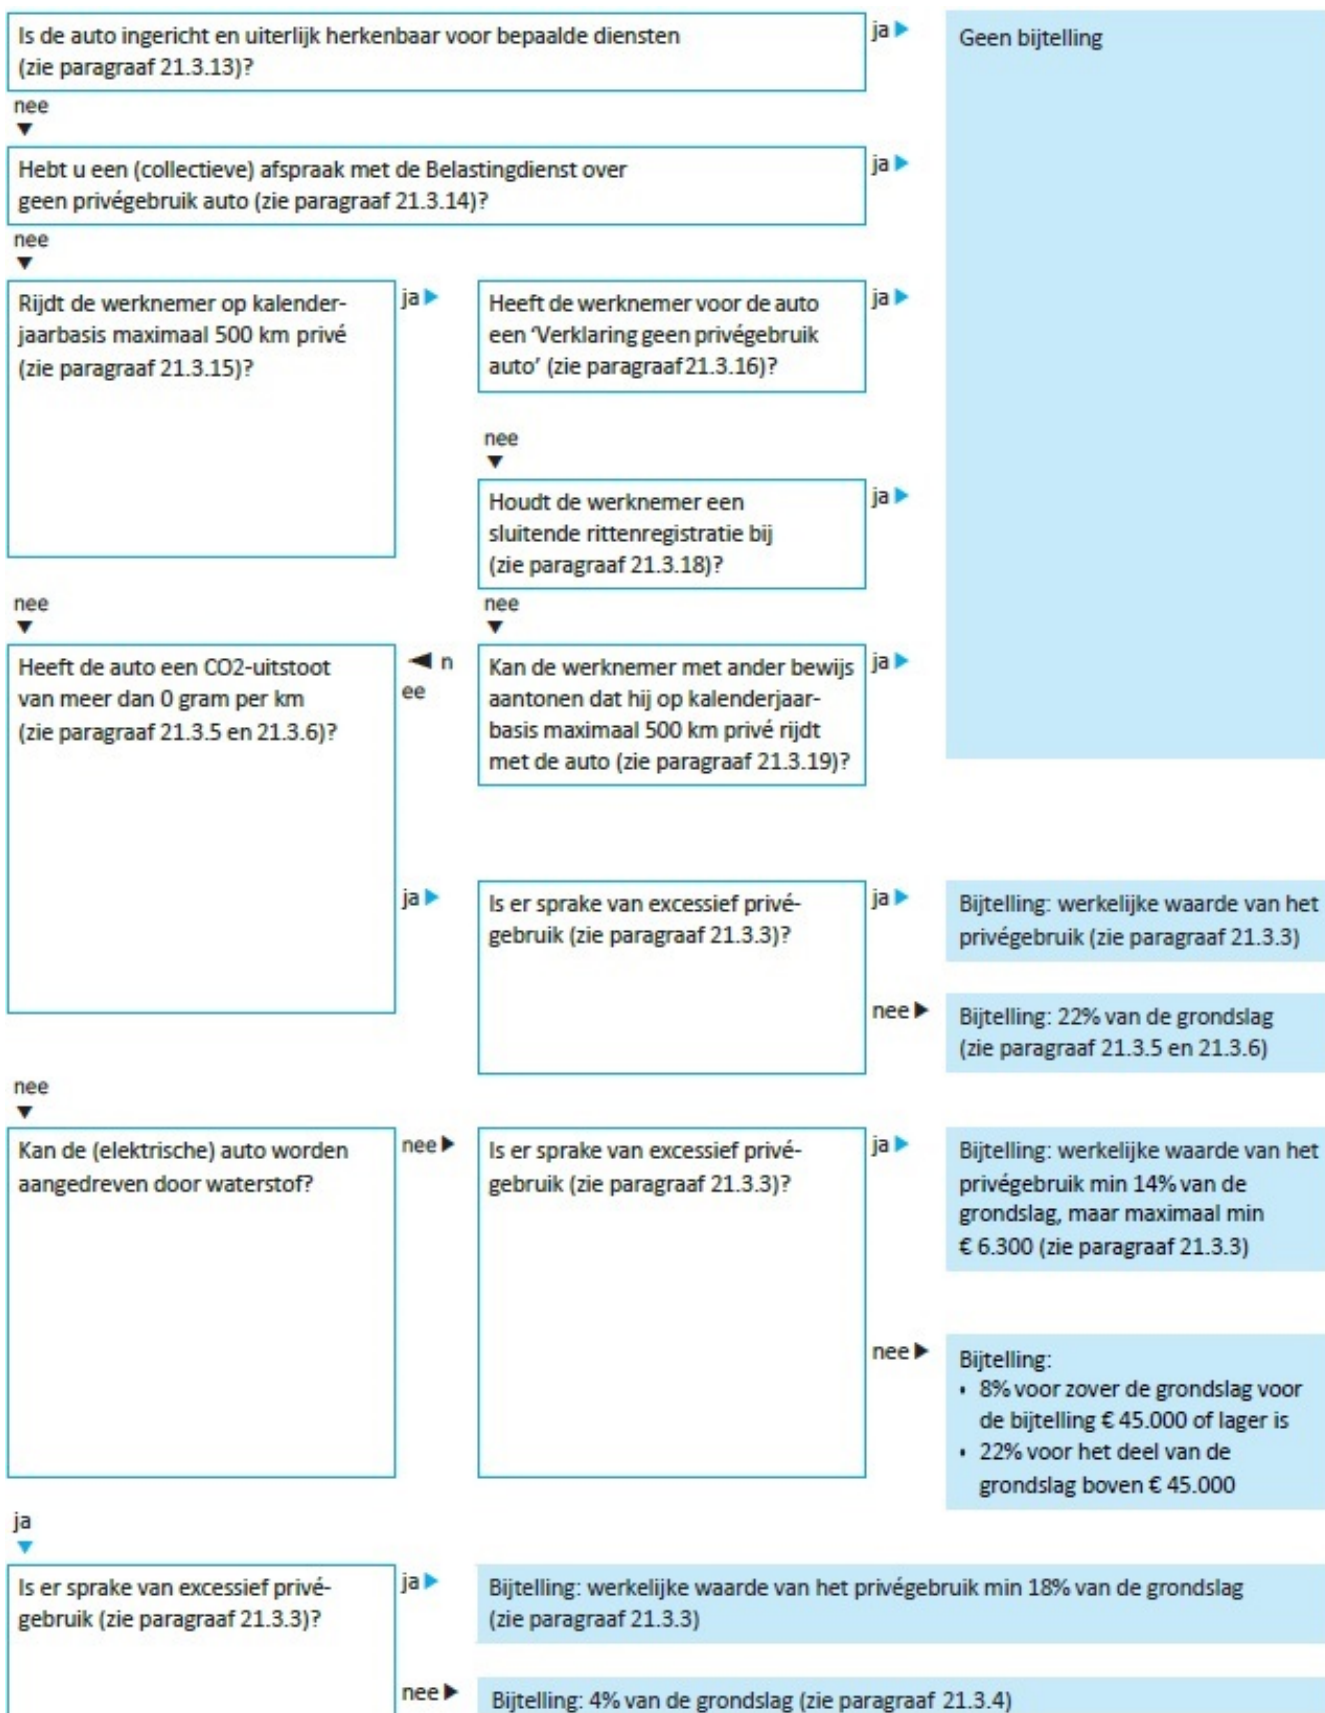 Is de auto ingericht en uiterlijk herkenbaar voor bepaalde diensten
(zie paragraaf 21.3.13)?
ja
Geen bijtelling
nee
Hebt u een (collectieve) afspraak met de Belastingdienst over
geen privégebruik auto (zie paragraaf 21.3.14)?
ja
nee
Rijdt de werknemer op kalender-
jaarbasis maximaal 500 km privé
(zie paragraaf 21.3.15)?
ja
Heeft de werknemer voor de auto
een ‘Verklaring geen privégebruik
auto’ (zie paragraaf 21.3.16)?
ja
nee
Houdt de werknemer een
sluitende rittenregistratie bij
(zie paragraaf 21.3.18)?
ja
nee
nee
Heeft de auto een CO2-uitstoot
van meer dan 0 gram per km
(zie paragraaf 21.3.5 en 21.3.6)?
n
ee
Kan de werknemer met ander bewijs
aantonen dat hij op kalenderjaar-
basis maximaal 500 km privé rijdt
met de auto (zie paragraaf 21.3.19)?
ja
ja
Is er sprake van excessief privé-
gebruik (zie paragraaf 21.3.3)?
ja
Bijtelling: werkelijke waarde van het
privégebruik (zie paragraaf 21.3.3)
nee
Bijtelling: 22% van de grondslag
(zie paragraaf 21.3.5 en 21.3.6)
nee
Kan de (elektrische) auto worden
aangedreven door waterstof?
nee
Is er sprake van excessief privé-
gebruik (zie paragraaf 21.3.3)?
ja
Bijtelling: werkelijke waarde van het
privégebruik min 14% van de
grondslag, maar maximaal min
€ 6.300 (zie paragraaf 21.3.3)
nee
Bijtelling:
• 8% voor zover de grondslag voor
de bijtelling € 45.000 of lager is
• 22% voor het deel van de
grondslag boven € 45.000
ja
Is er sprake van excessief privé-
gebruik (zie paragraaf 21.3.3)?
ja
Bijtelling: werkelijke waarde van het privégebruik min 18% van de grondslag
(zie paragraaf 21.3.3)
nee
Bijtelling: 4% van de grondslag (zie paragraaf 21.3.4)